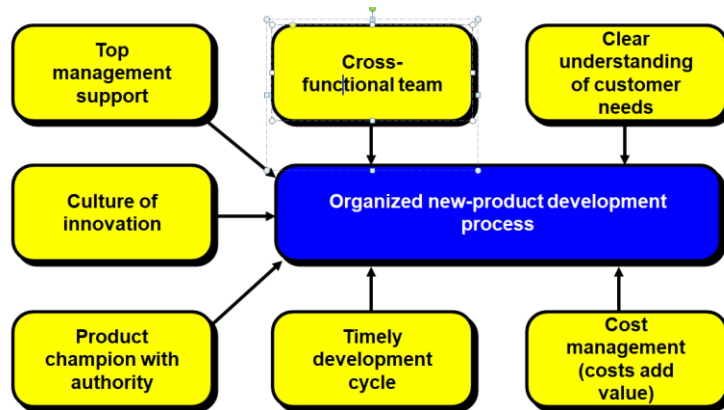 Top
management
support
Cross-
functional team
Clear
understanding
of customer
needs
Culture of
innovation
Organized new-product development
process
Product
champion with
authority
Timely
development
cycle
Cost
management
(costs add
value)